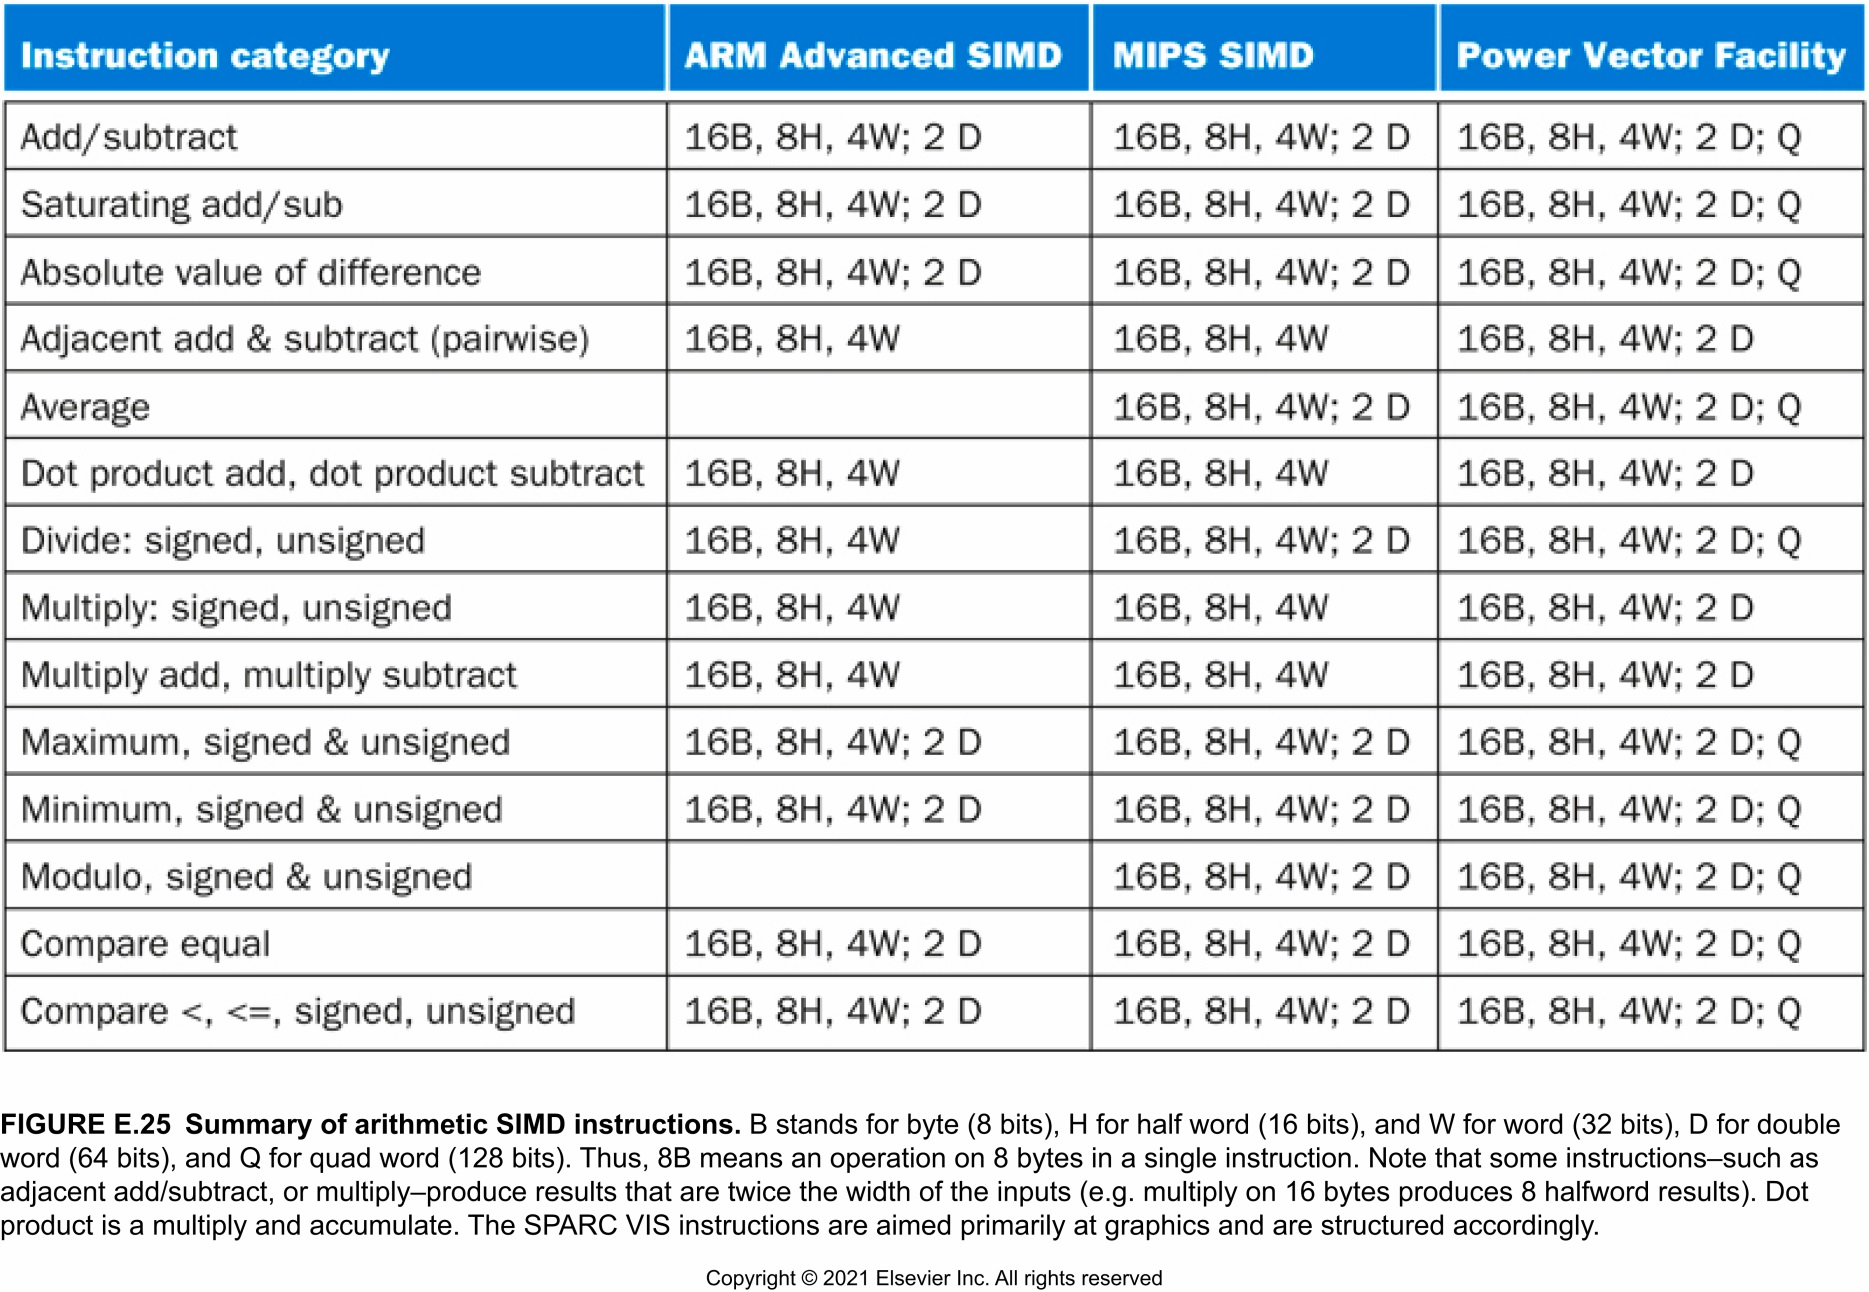 Instruction category ARM Advanced SIMD MIPS SIMD Power Vector Facility
Add/subtract 16B, 8H, 4W; 2 D 16B, 8H, 4W; 2 D 16B, 8H, 4W; 2 D; Q
Saturating add/sub 16B, 8H, 4W; 2 D 16B, 8H, 4W; 2 D 16B, 8H, 4W; 2 D; Q
Absolute value of difference 16B, 8H, 4W; 2 D 16B, 8H, 4W; 2 D 16B, 8H, 4W; 2 D; Q
Adjacent add & subtract (pairwise) 16B, 8H, 4W 16B, 8H, 4W 16B, 8H, 4W; 2 D
Average 16B, 8H, 4W; 2 D 16B, 8H, 4W; 2 D; Q
Dot product add, dot product subtract 16B, 8H, 4W 16B, 8H, 4W 16B, 8H, 4W; 2 D
Divide: signed, unsigned 16B, 8H, 4W 16B, 8H, 4W; 2 D 16B, 8H, 4W; 2 D; Q
Multiply: signed, unsigned 16B, 8H, 4W 16B, 8H, 4W 16B, 8H, 4W; 2 D
Multiply add, multiply subtract 16B, 8H, 4W 16B, 8H, 4W 16B, 8H, 4W; 2 D
Maximum, signed & unsigned 16B, 8H, 4W; 2 D 16B, 8H, 4W; 2 D 16B, 8H, 4W; 2 D; Q
Minimum, signed & unsigned 16B, 8H, 4W; 2 D 16B, 8H, 4W; 2 D 16B, 8H, 4W; 2 D; Q
Modulo, signed & unsigned 16B, 8H, 4W; 2 D 16B, 8H, 4W; 2 D; Q
Compare equal 16B, 8H, 4W; 2 D 16B, 8H, 4W; 2 D 16B, 8H, 4W; 2 D; Q
Compare <, <=, signed, unsigned 16B, 8H, 4W; 2 D 16B, 8H, 4W; 2 D 16B, 8H, 4W; 2 D; Q
FIGURE E.25 Summary of arithmetic SIMD instructions. B stands for byte (8 bits), H for half word (16 bits), and W for word (32 bits), D for double
word (64 bits), and Q for quad word (128 bits). Thus, 8B means an operation on 8 bytes in a single instruction. Note that some instructions–such as
adjacent add/subtract, or multiply–produce results that are twice the width of the inputs (e.g. multiply on 16 bytes produces 8 halfword results). Dot
product is a multiply and accumulate. The SPARC VIS instructions are aimed primarily at graphics and are structured accordingly.
Copyright © 2021 Elsevier Inc. All rights reserved